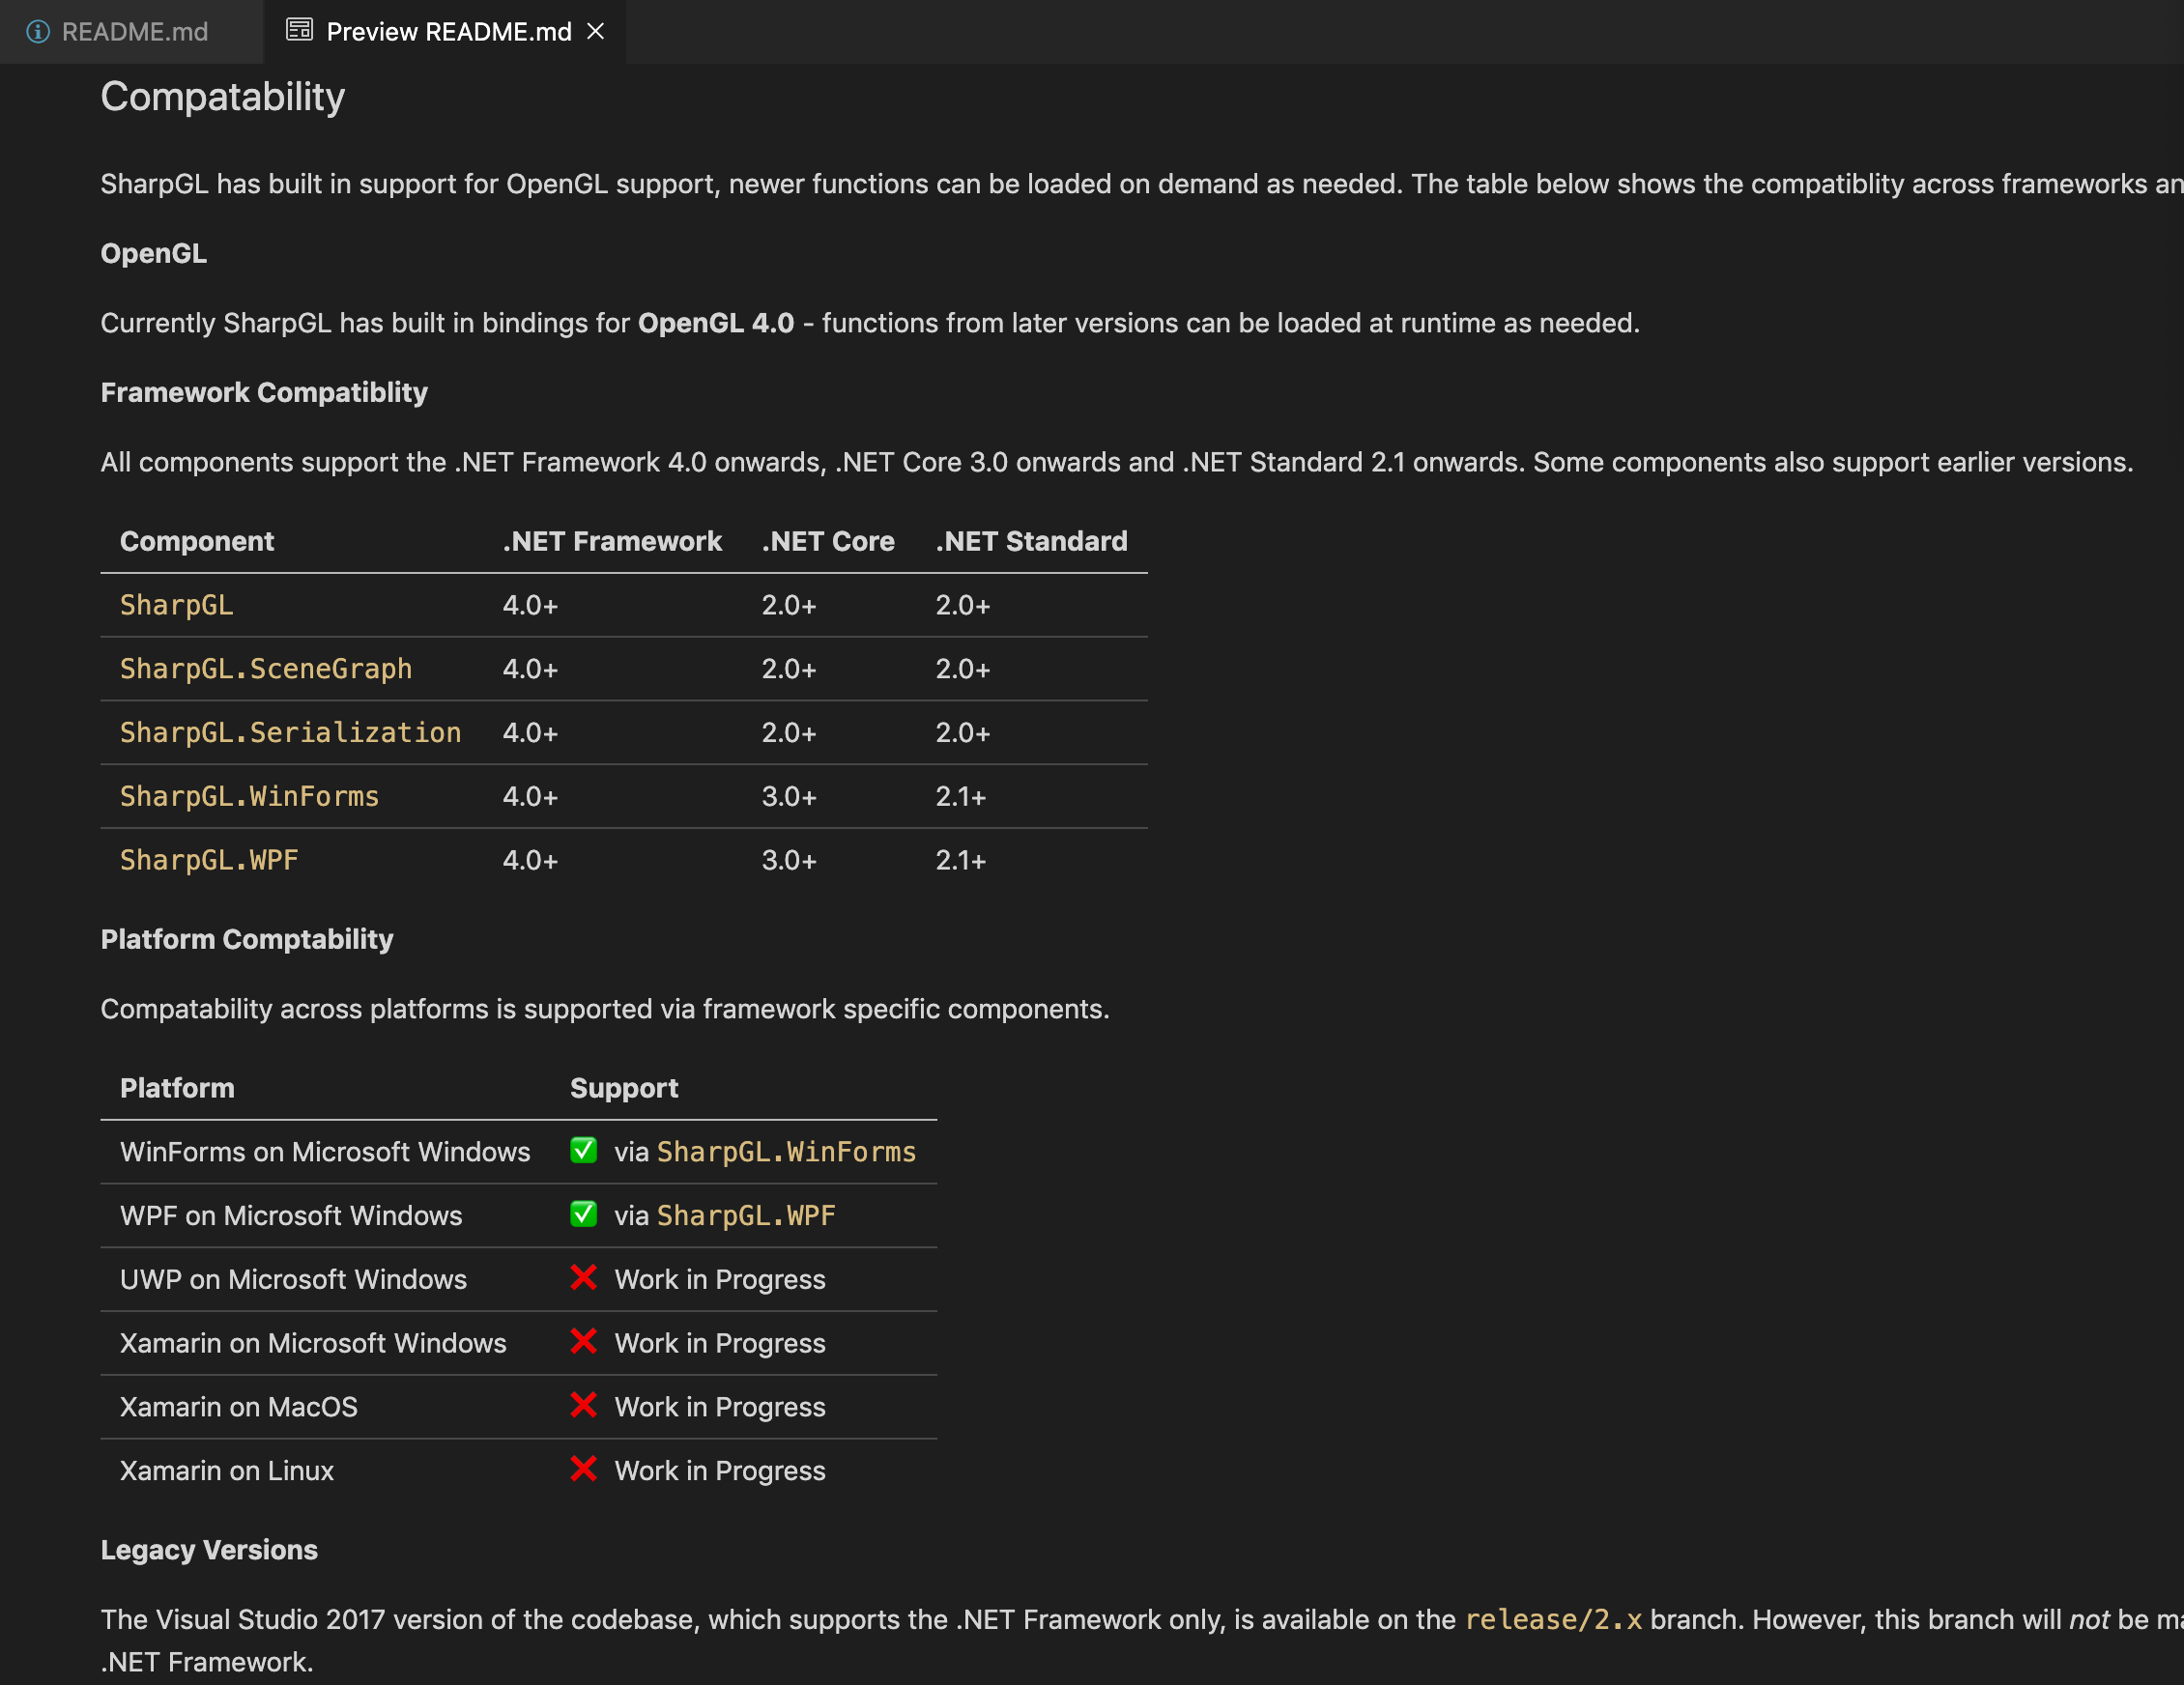 README.md
Preview README.md
Compatability
SharpGL has built in support for OpenGL support, newer functions can be loaded on demand as needed. The table below shows the compatiblity across frameworks
OpenGL
Currently SharpGL has built in bindings for OpenGL 4.0 - functions from later versions can be loaded at runtime as needed.
Framework Compatiblity
All components support the .NET Framework 4.0 onwards, .NET Core 3.0 onwards and .NET Standard 2.1 onwards. Some components also support earlier versions.
Component .NET Framework .NET Core .NET Standard
SharpGL 4.0+ 2.0+ 2.0+
SharpGL.SceneGraph 4.0+ 2.0+ 2.0+
SharpGL.Serialization 4.0+ 2.0+ 2.0+
SharpGL.WinForms 4.0+ 3.0+ 2.1+
SharpGL.WPF 4.0+ 3.0+ 2.1+
Platform Comptability
Compatability across platforms is supported via framework specific components.
Platform Support
WinForms on Microsoft Windows ✅ via SharpGL.WinForms
WPF on Microsoft Windows ✅ via SharpGL.WPF
UWP on Microsoft Windows ❌ Work in Progress
Xamarin on Microsoft Windows ❌ Work in Progress
Xamarin on MacOS ❌ Work in Progress
Xamarin on Linux ❌ Work in Progress
Legacy Versions
The Visual Studio 2017 version of the codebase, which supports the .NET Framework only, is available on the release/2.x branch. However, this branch will not be
.NET Framework.